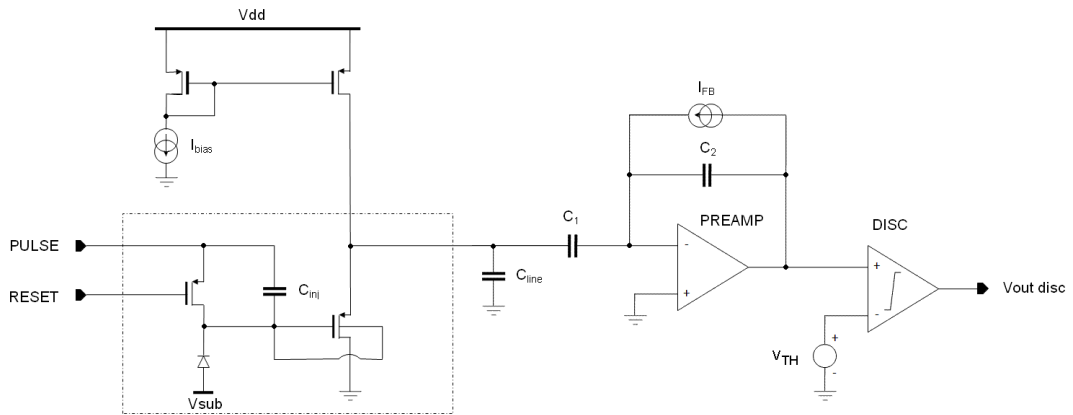 Vdd
I_FB
I_bias
C_2
C_1
PREAMP
DISC
PULSE
-
+
RESET
C_inj
C_line
+
-
Vout disc
+
V_TH
-
Vsub